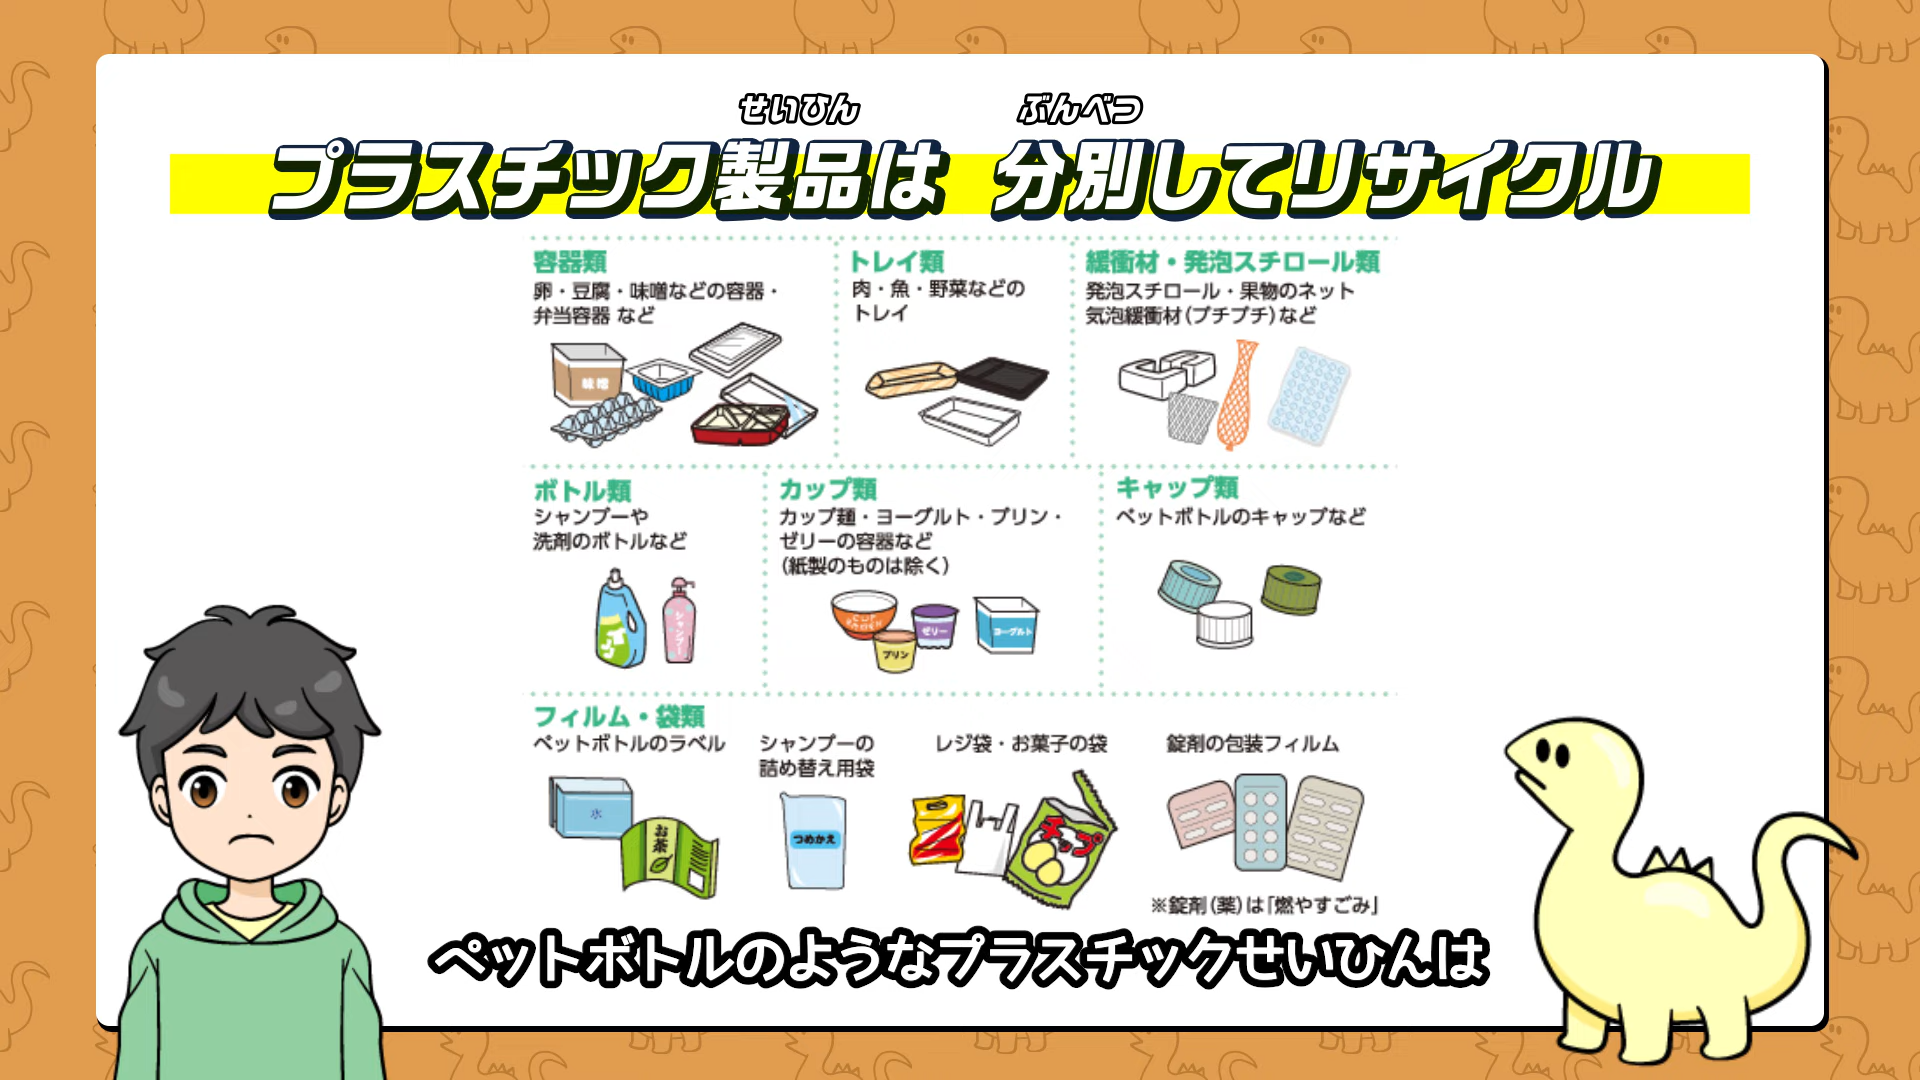 せいひん ぶんべつ
プラスチック製品は 分別してリサイクル
容器類
卵・豆腐・味噌などの容器・
弁当容器 など
味噌
トレイ類
肉・魚・野菜などの
トレイ
緩衝材・発泡スチロール類
発泡スチロール・果物のネット
気泡緩衝材(プチプチ)など
ボトル類
シャンプーや
洗剤のボトルなど
シャンプー
カップ類
カップ麺・ヨーグルト・プリン・
ゼリーの容器など
(紙製のものは除く)
CUP
RAMEN
ゼリー
プリン
ヨーグルト
キャップ類
ペットボトルのキャップなど
フィルム・袋類
ペットボトルのラベル
水
お茶
シャンプーの
詰め替え用袋
つめかえ
レジ袋・お菓子の袋
チップ
錠剤の包装フィルム
※錠剤(薬)は「燃やすごみ」
ペットボトルのようなプラスチックせいひんは